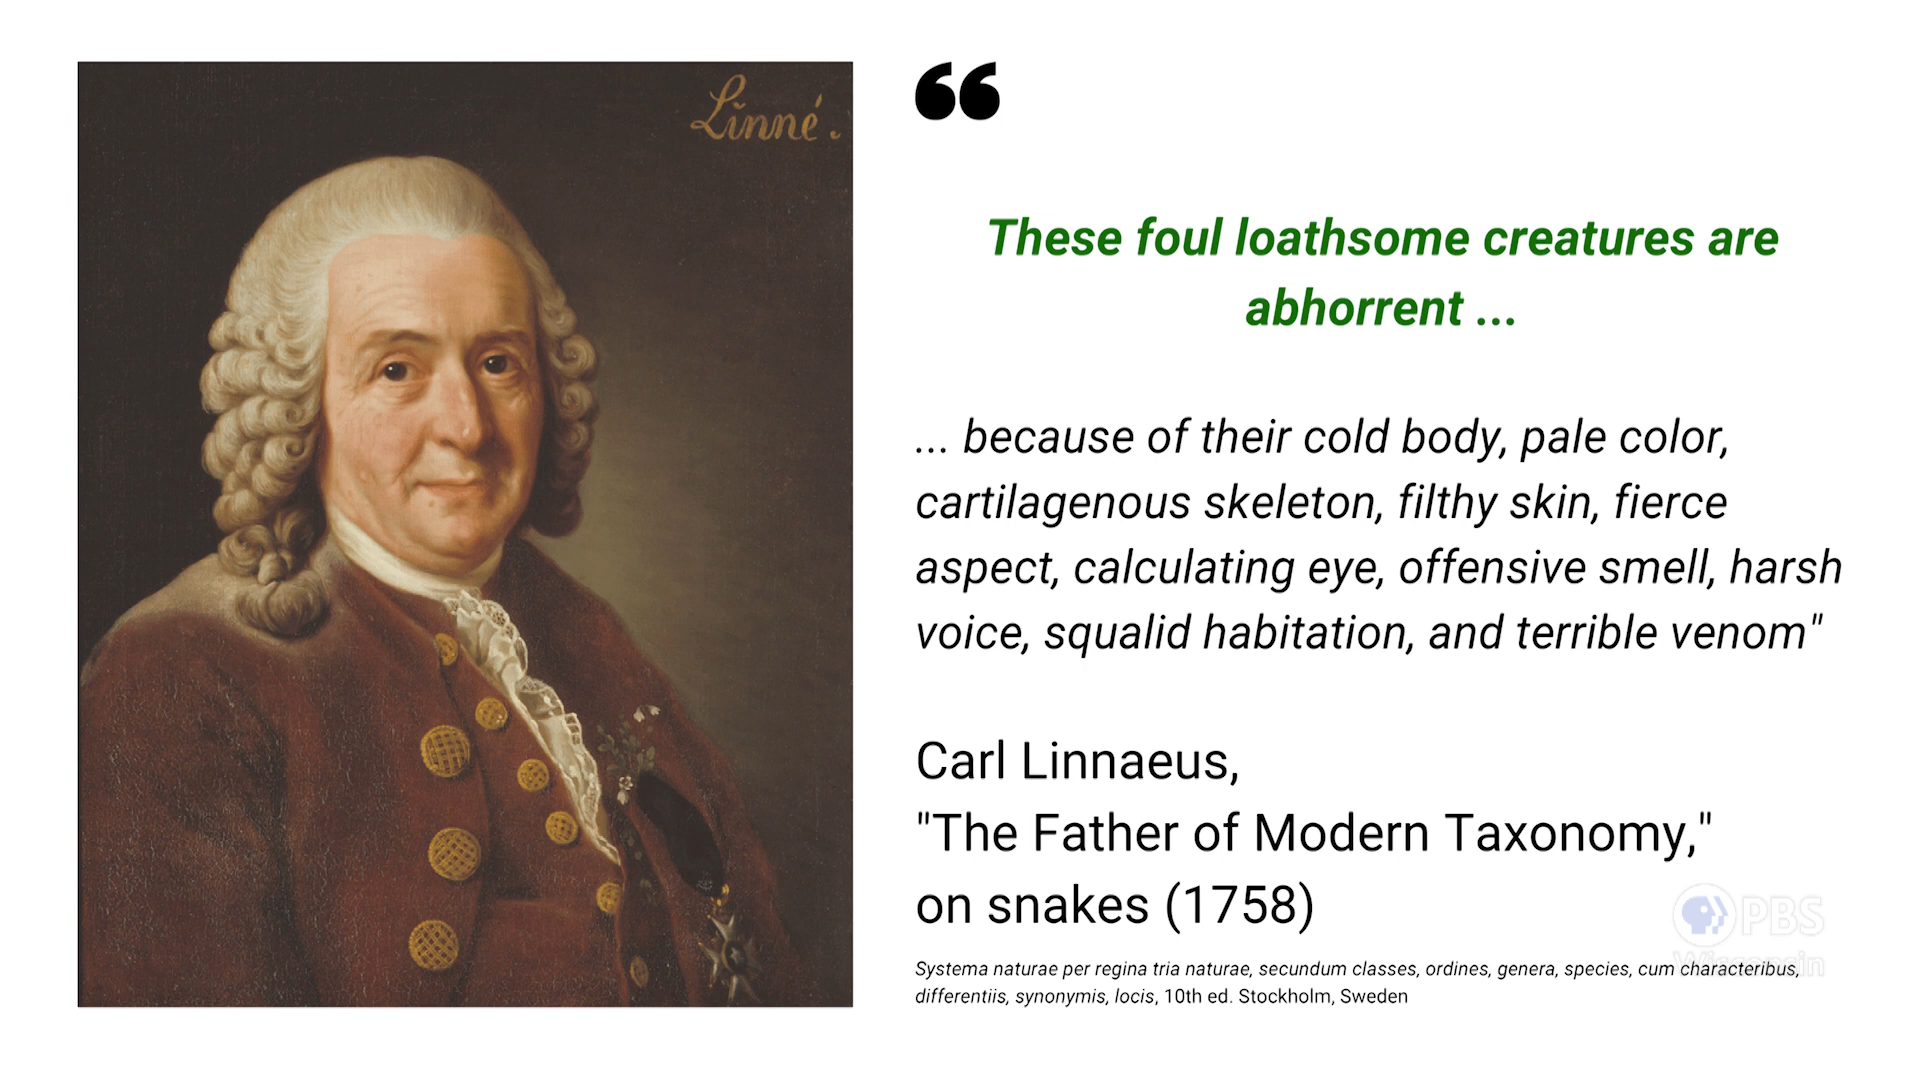 Linné.
“
These foul loathsome creatures are
abhorrent ...
... because of their cold body, pale color,
cartilagenous skeleton, filthy skin, fierce
aspect, calculating eye, offensive smell, harsh
voice, squalid habitation, and terrible venom"
Carl Linnaeus,
"The Father of Modern Taxonomy,"
on snakes (1758)
PBS
Wisconsin
Systema naturae per regina tria naturae, secundum classes, ordines, genera, species, cum characteribus,
differentiis, synonymis, locis, 10th ed. Stockholm, Sweden